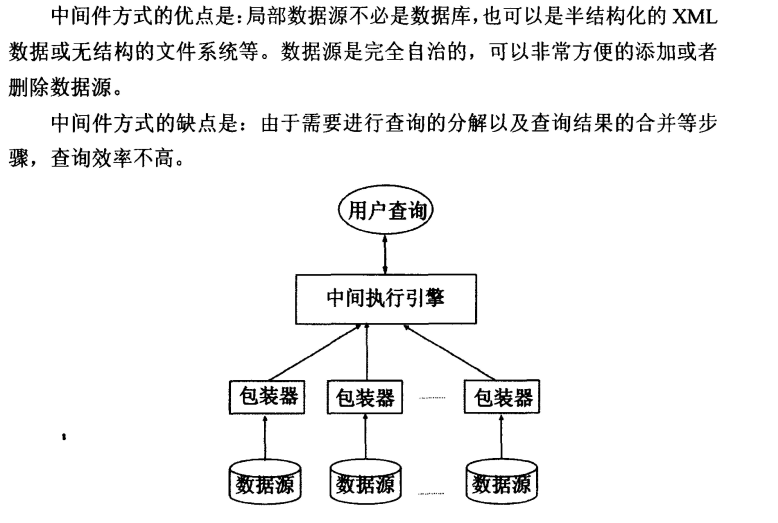 中间件方式的优点是:局部数据源不必是数据库,也可以是半结构化的 XML
数据或无结构的文件系统等。数据源是完全自治的，可以非常方便的添加或者
删除数据源。
中间件方式的缺点是：由于需要进行查询的分解以及查询结果的合并等步
骤，查询效率不高。
用户查询
中间执行引擎
包装器 包装器 ...... 包装器
数据源 数据源 ...... 数据源